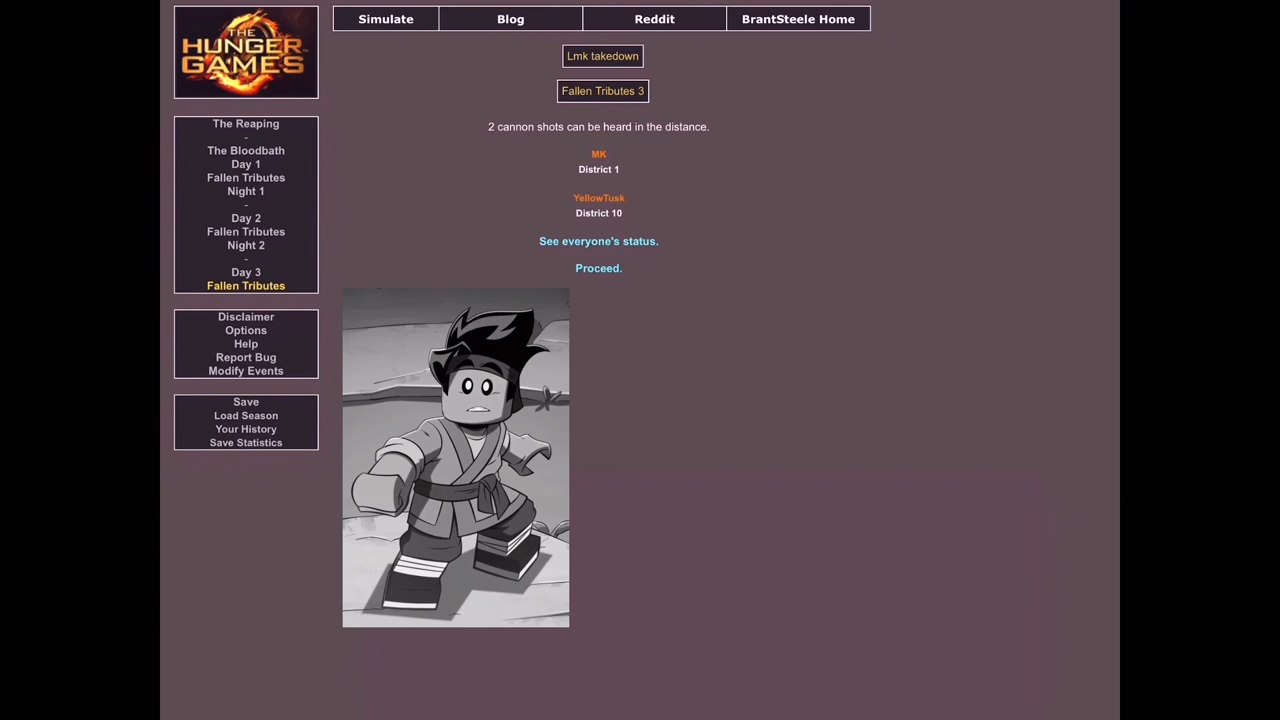 THE
HUNGER
GAMES
Simulate
Blog
Reddit
BrantSteele Home
Lmk takedown
Fallen Tributes 3
2 cannon shots can be heard in the distance.
MK
District 1
YellowTusk
District 10
See everyone's status.
Proceed.
The Reaping
-
The Bloodbath
Day 1
Fallen Tributes
Night 1
-
Day 2
Fallen Tributes
Night 2
-
Day 3
Fallen Tributes
Disclaimer
Options
Help
Report Bug
Modify Events
Save
Load Season
Your History
Save Statistics